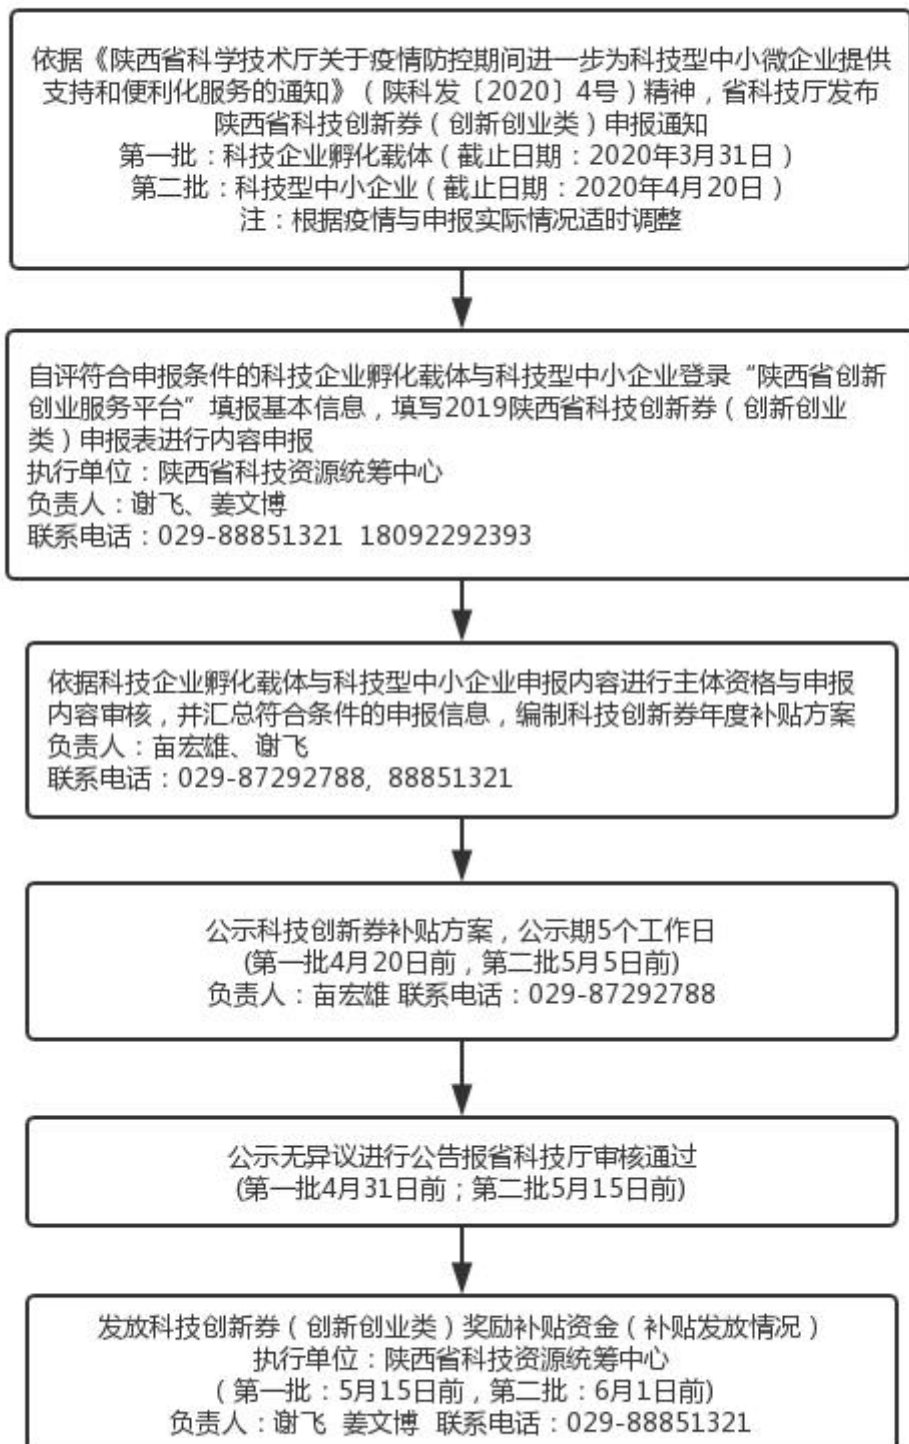 依据《陕西省科学技术厅关于疫情防控期间进一步为科技型中小微企业提供
支持和便利化服务的通知》（陕科发〔2020〕4号）精神，省科技厅发布
陕西省科技创新券（创新创业类）申报通知
第一批：科技企业孵化载体（截止日期：2020年3月31日）
第二批：科技型中小企业（截止日期：2020年4月20日）
注：根据疫情与申报实际情况适时调整
自评符合申报条件的科技企业孵化载体与科技型中小企业登录“陕西省创新
创业服务平台”填报基本信息，填写2019陕西省科技创新券（创新创业
类）申报表进行内容申报
执行单位：陕西省科技资源统筹中心
负责人：谢飞、姜文博
联系电话：029-88851321  18092292393
依据科技企业孵化载体与科技型中小企业申报内容进行主体资格与申报
内容审核，并汇总符合条件的申报信息，编制科技创新券年度补贴方案
负责人：苗宏雄、谢飞
联系电话：029-87292788, 88851321
公示科技创新券补贴方案，公示期5个工作日
(第一批4月20日前，第二批5月5日前)
负责人：苗宏雄 联系电话：029-87292788
公示无异议进行公告报省科技厅审核通过
(第一批4月31日前；第二批5月15日前)
发放科技创新券（创新创业类）奖励补贴资金（补贴发放情况）
执行单位：陕西省科技资源统筹中心
（第一批：5月15日前，第二批：6月1日前)
负责人：谢飞 姜文博 联系电话：029-88851321